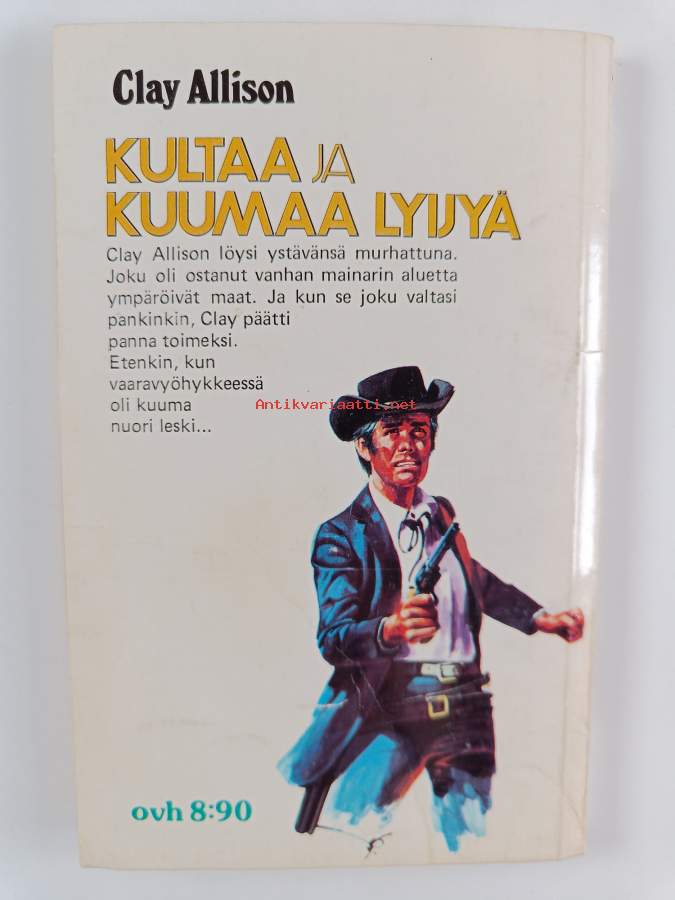 Clay Allison
KULTAA JA
KUUMAA LYIJYÄ
Clay Allison löysi ystävänsä murhattuna.
Joku oli ostanut vanhan mainarin aluetta
ympäröivät maat. Ja kun se joku valtasi
pankinkin, Clay päätti
panna toimeksi.
Etenkin, kun
vaaravyöhykkeessä
oli kuuma
nuori leski...
Antikvariaatti.net
ovh 8:90